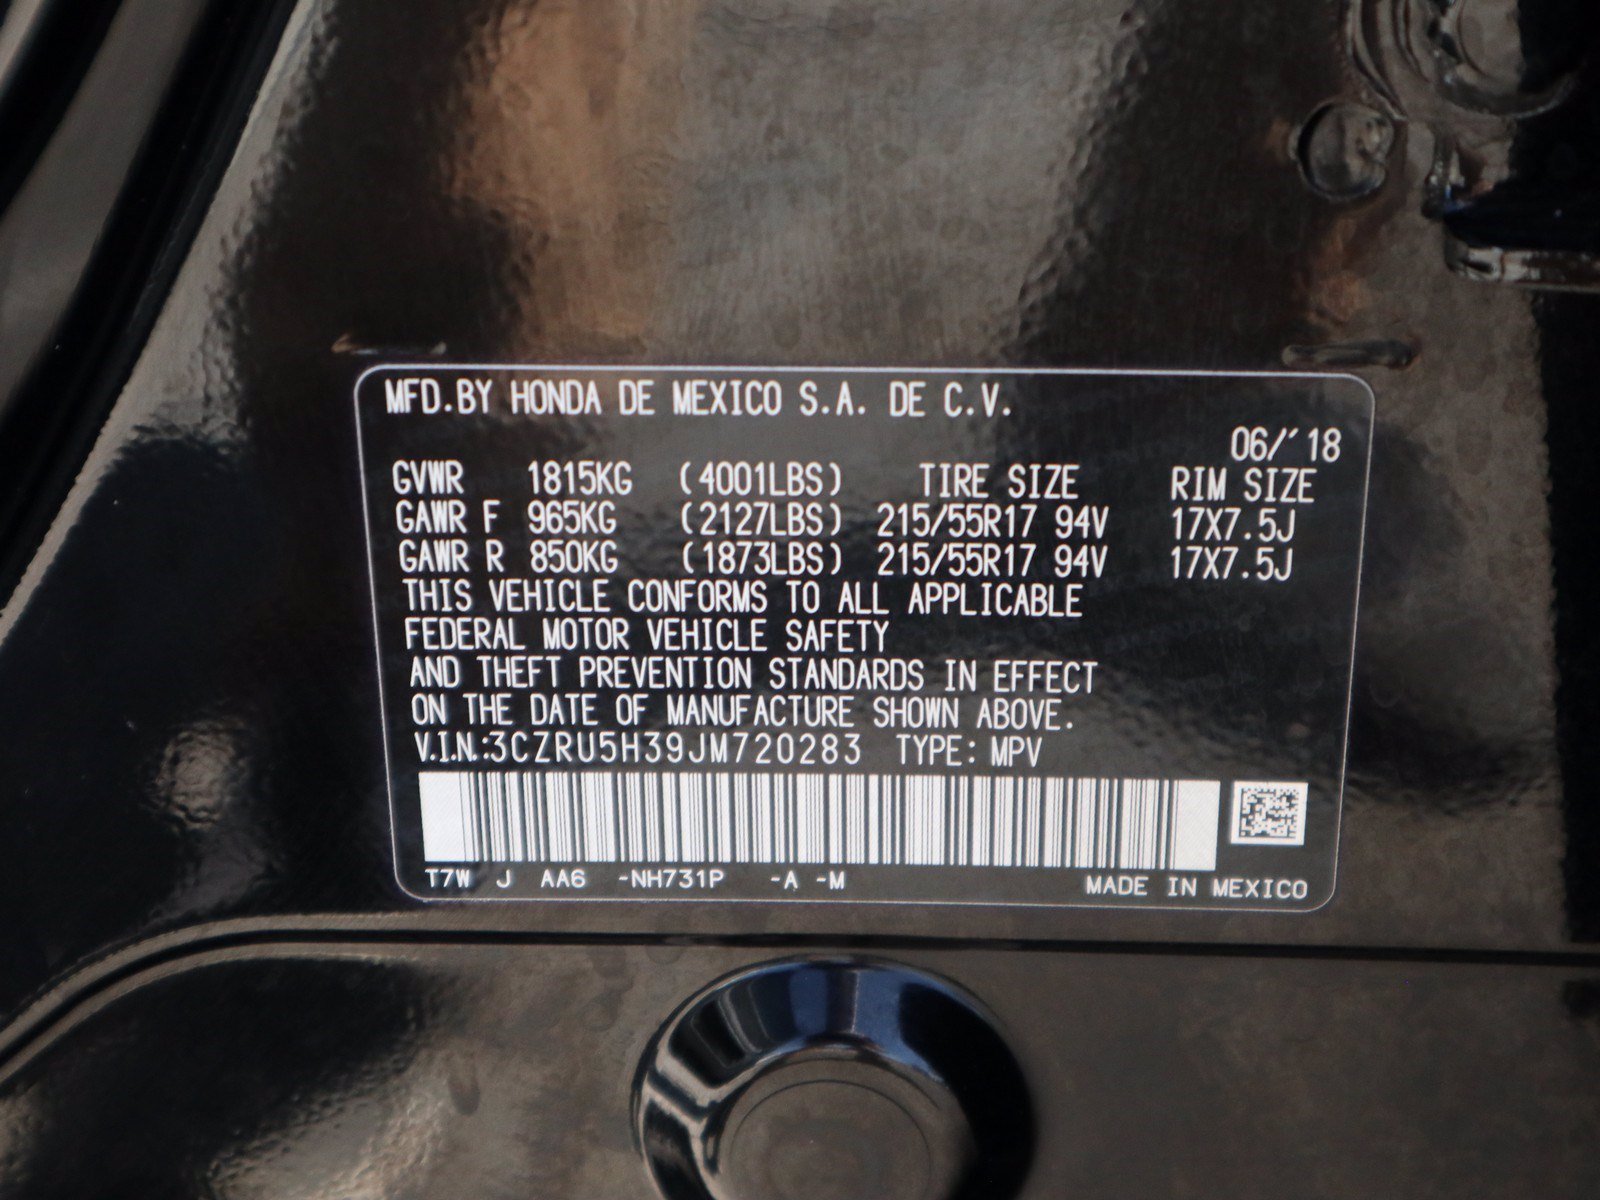 MFD.BY HONDA DE MEXICO S.A. DE C.V.
06/'18
GVWR 1815KG (4001LBS) TIRE SIZE RIM SIZE
GAWR F 965KG (2127LBS) 215/55R17 94V 17X7.5J
GAWR R 850KG (1873LBS) 215/55R17 94V 17X7.5J
THIS VEHICLE CONFORMS TO ALL APPLICABLE
FEDERAL MOTOR VEHICLE SAFETY
AND THEFT PREVENTION STANDARDS IN EFFECT
ON THE DATE OF MANUFACTURE SHOWN ABOVE.
V.I.N.:3CZRU5H39JM720283 TYPE: MPV
T7W J AA6 -NH731P -A -M MADE IN MEXICO